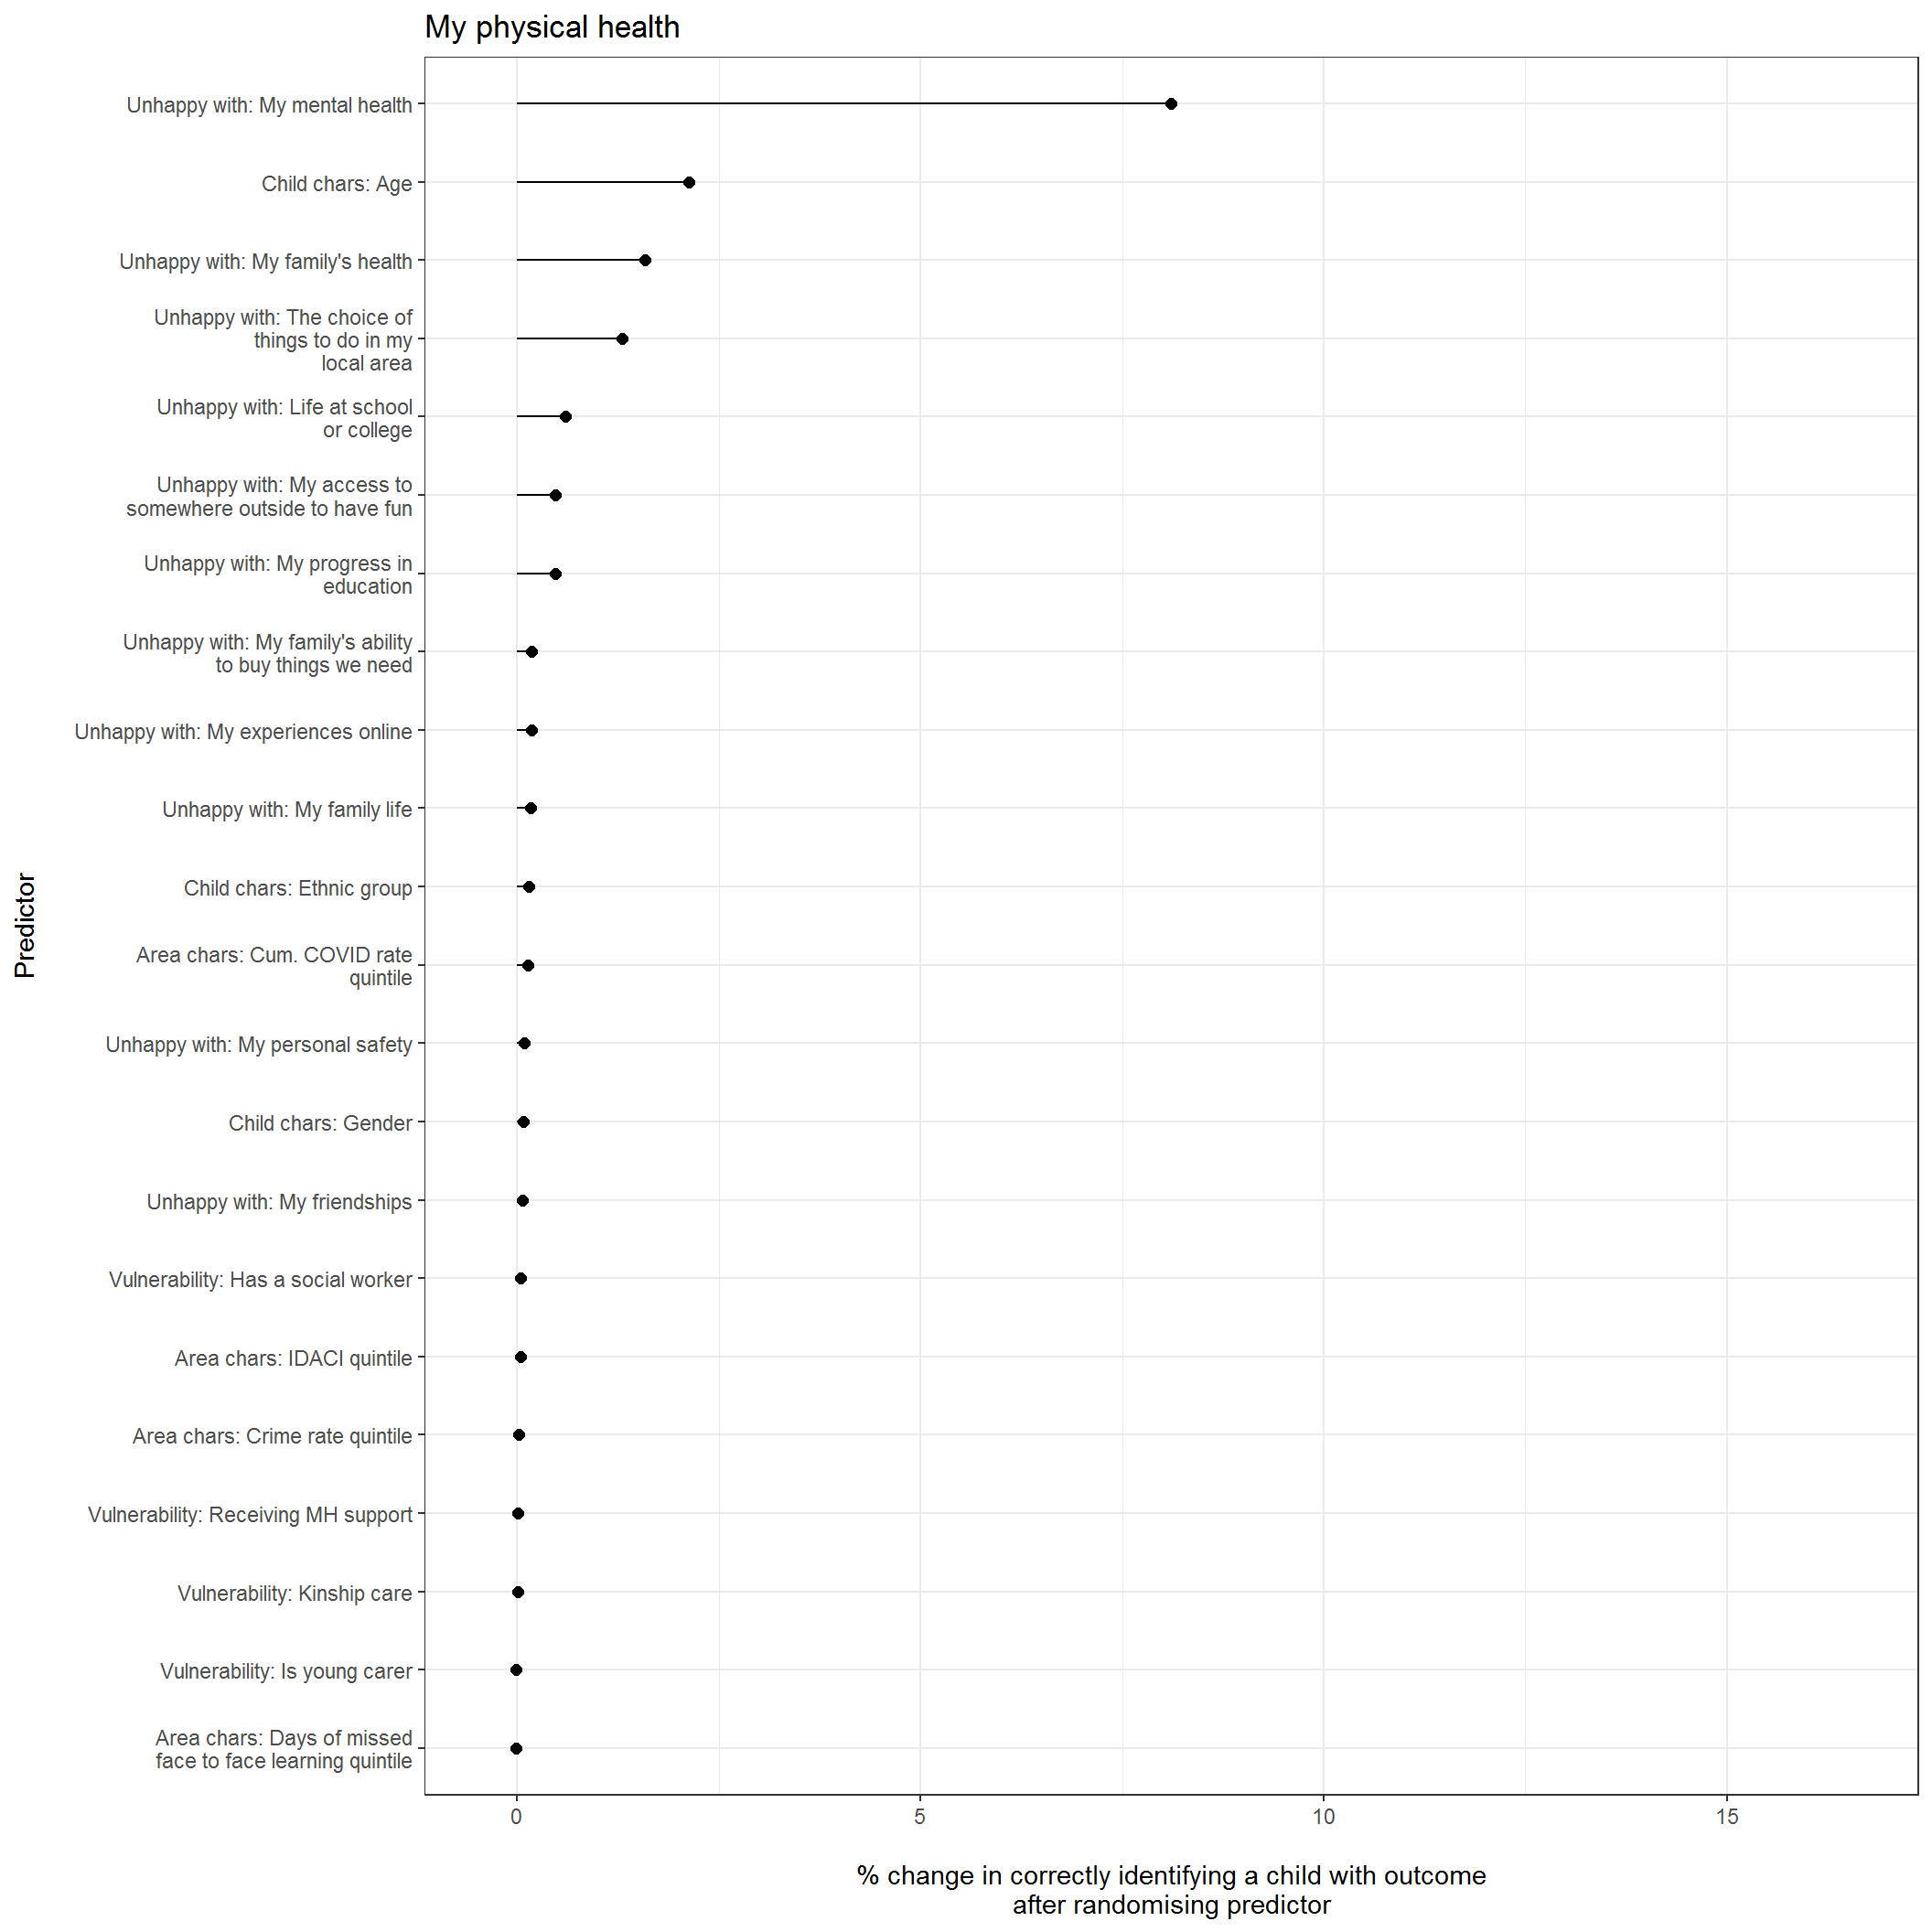 My physical health
Unhappy with: My mental health
Child chars: Age
Unhappy with: My family's health
Unhappy with: The choice of
things to do in my
local area
Unhappy with: Life at school
or college
Unhappy with: My access to
somewhere outside to have fun
Unhappy with: My progress in
education
Unhappy with: My family's ability
to buy things we need
Unhappy with: My experiences online
Unhappy with: My family life
Child chars: Ethnic group
Area chars: Cum. COVID rate
quintile
Unhappy with: My personal safety
Child chars: Gender
Unhappy with: My friendships
Vulnerability: Has a social worker
Area chars: IDACI quintile
Area chars: Crime rate quintile
Vulnerability: Receiving MH support
Vulnerability: Kinship care
Vulnerability: Is young carer
Area chars: Days of missed
face to face learning quintile
Predictor
0 5 10 15
% change in correctly identifying a child with outcome
after randomising predictor